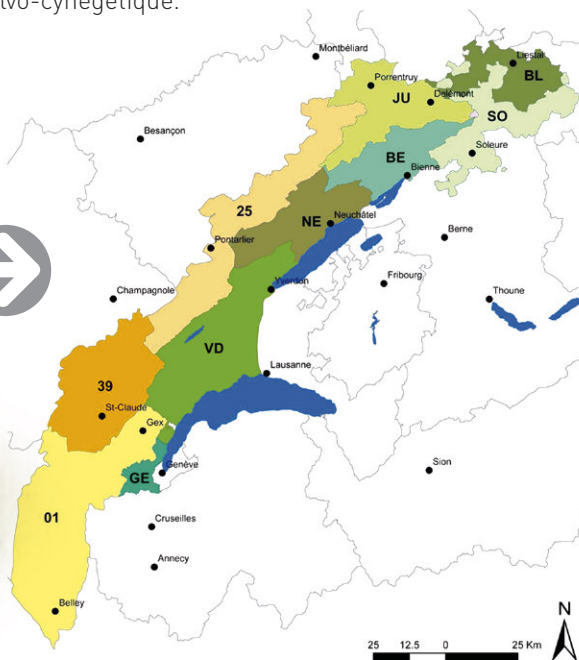 lvo-cynégétique.
Montbéliard
Liestal
BL
Porrentruy
JU
Delémont
SO
Besançon
Soleure
BE
Bienne
25
NE
Neuchâtel
Pontarlier
Berne
Yverdon
Fribourg
Champagnole
Thoune
VD
Lausanne
39
St-Claude
Gex
GE
Genève
Sion
01
Cruseilles
Annecy
Belley
N
25 12.5 0 25 Km